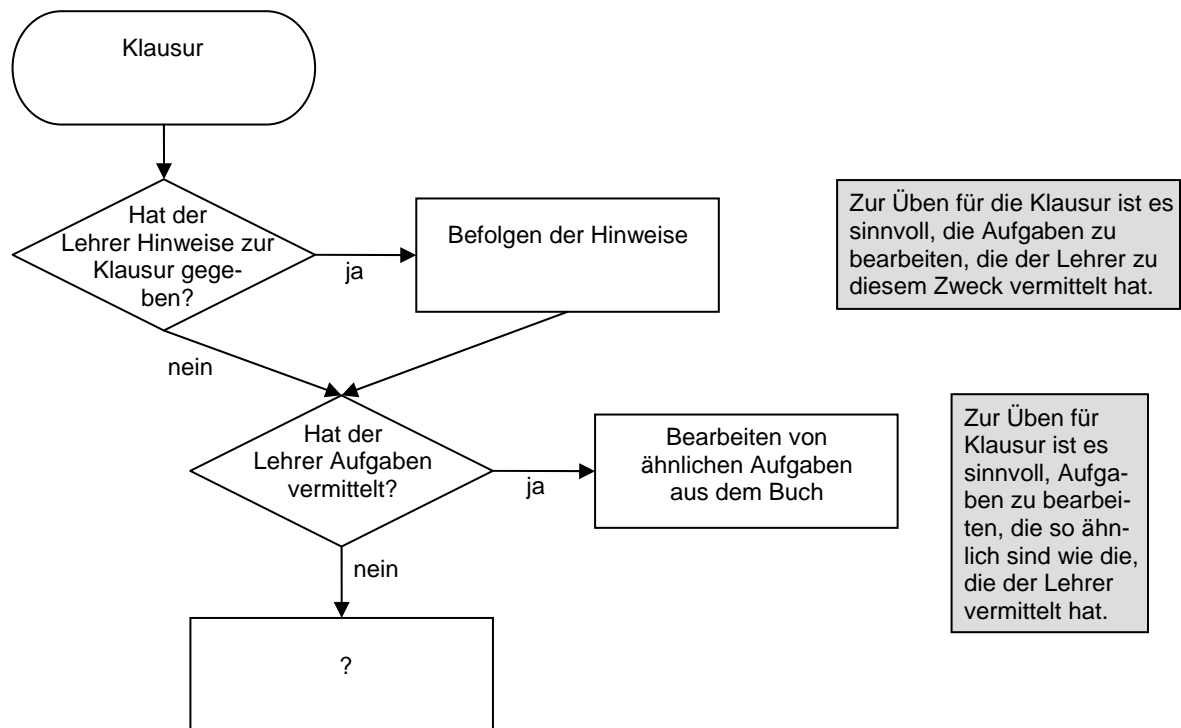 Klausur
Hat der
Lehrer Hinweise zur
Klausur gege-
ben?
ja
Befolgen der Hinweise
Zur Üben für die Klausur ist es
sinnvoll, die Aufgaben zu
bearbeiten, die der Lehrer zu
diesem Zweck vermittelt hat.
nein
Hat der
Lehrer Aufgaben
vermittelt?
ja
Bearbeiten von
ähnlichen Aufgaben
aus dem Buch
Zur Üben für
Klausur ist es
sinnvoll, Aufga-
ben zu bearbei-
ten, die so ähn-
lich sind wie die,
die der Lehrer
vermittelt hat.
nein
?